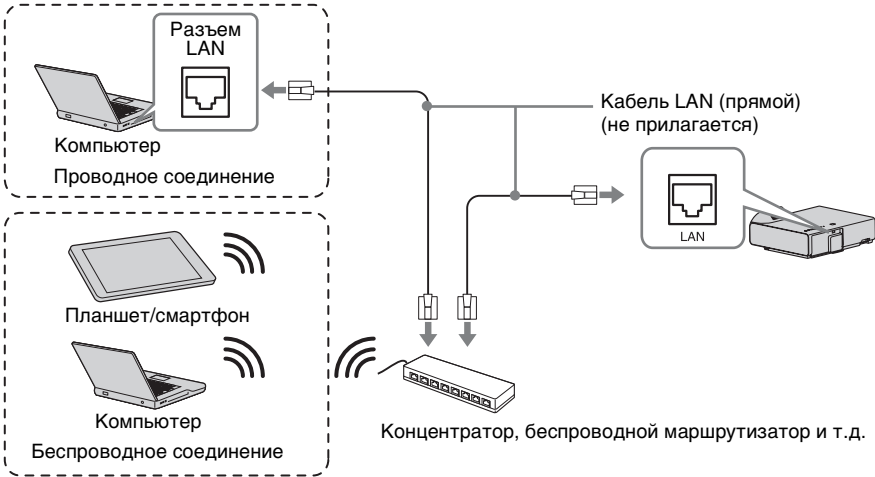 Разъем
LAN
Компьютер
Проводное соединение
Кабель LAN (прямой)
(не прилагается)
LAN
Планшет/смартфон
Компьютер
Беспроводное соединение
Концентратор, беспроводной маршрутизатор и т.д.